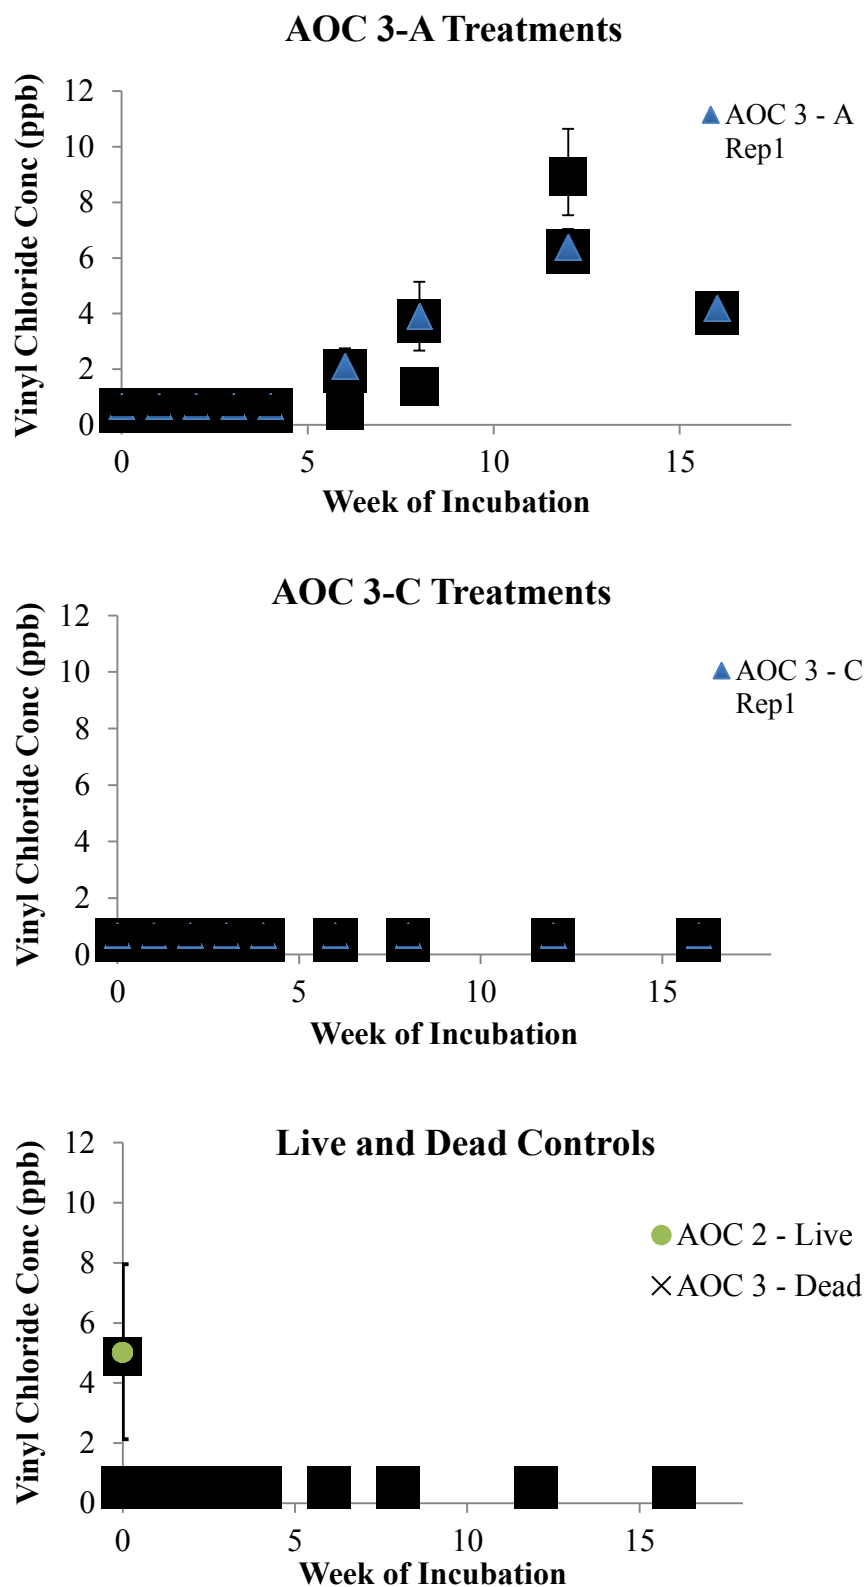 AOC 3-A Treatments
Vinyl Chloride Conc (ppb)
12
10
8
6
4
2
0
0 5 10 15
Week of Incubation
AOC 3 - A
Rep1
AOC 3-C Treatments
Vinyl Chloride Conc (ppb)
12
10
8
6
4
2
0
0 5 10 15
Week of Incubation
AOC 3 - C
Rep1
Live and Dead Controls
Vinyl Chloride Conc (ppb)
12
10
8
6
4
2
0
0 5 10 15
Week of Incubation
AOC 2 - Live
AOC 3 - Dead